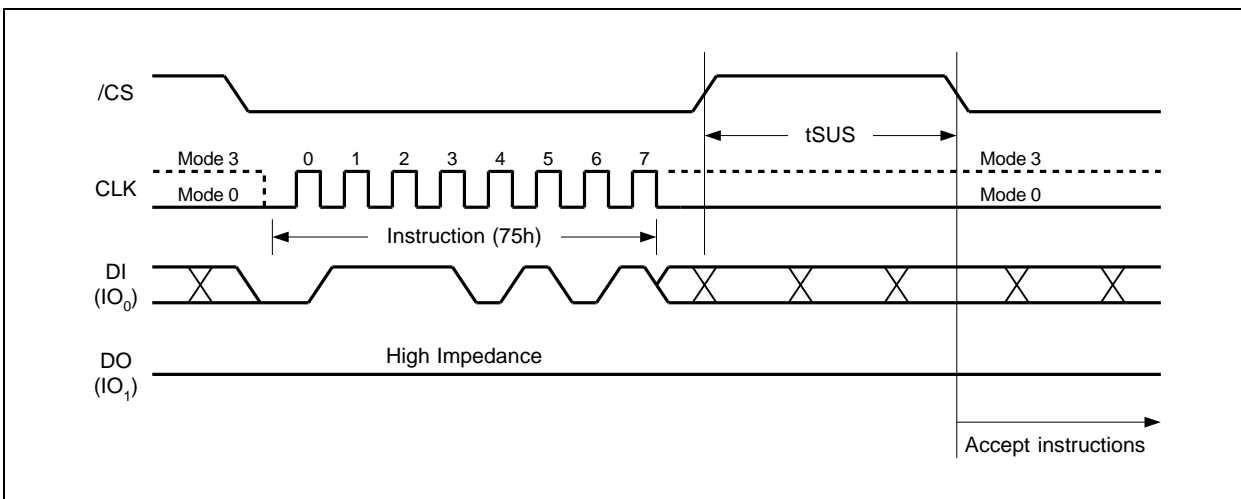 /CS
tSUS
Mode 3 0 1 2 3 4 5 6 7 Mode 3
CLK
Mode 0 Mode 0
Instruction (75h)
DI
(IO₀)
High Impedance
DO
(IO₁)
Accept instructions